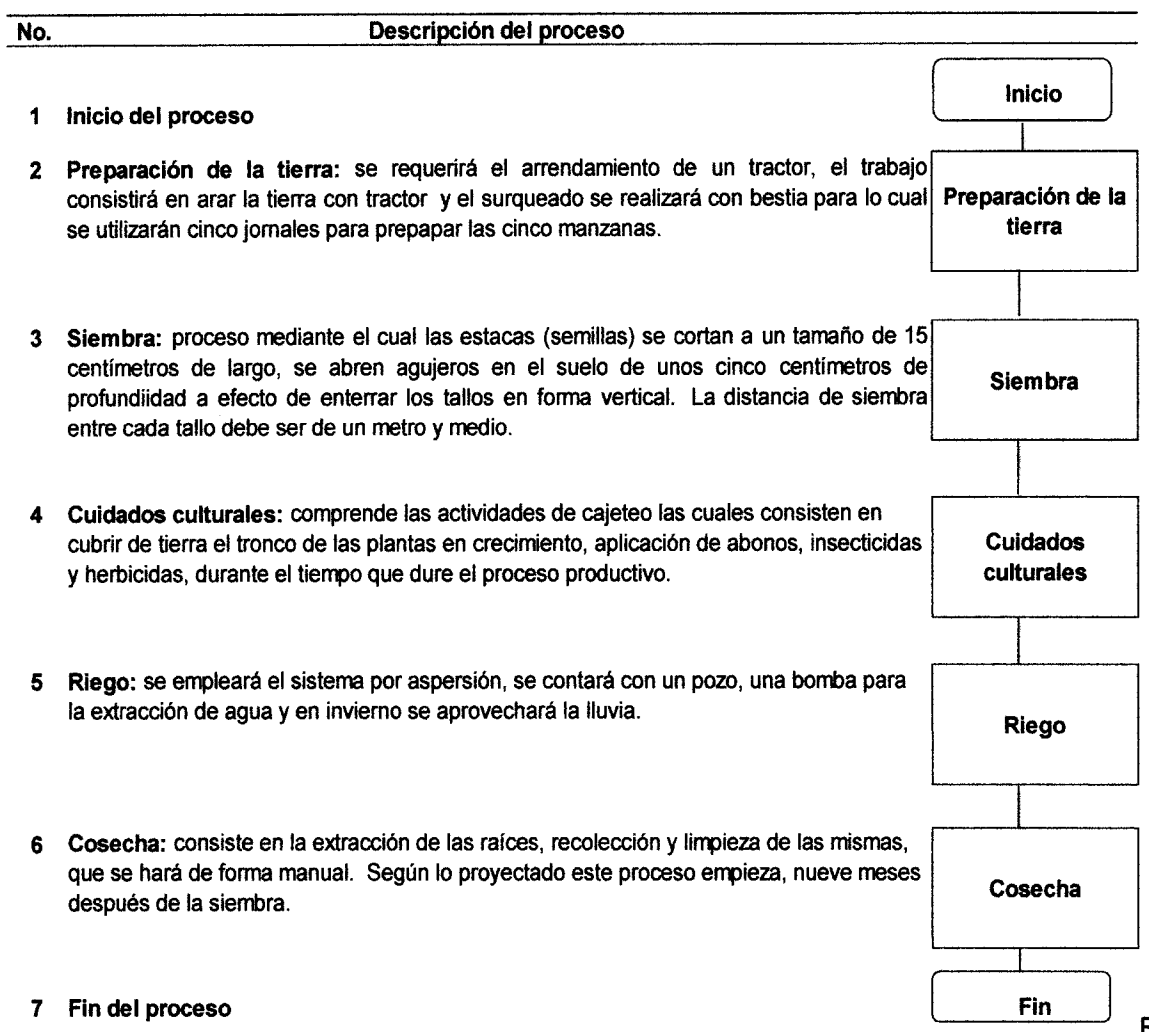 No. Descripción del proceso
Inicio
1 Inicio del proceso
2 Preparación de la tierra: se requerirá el arrendamiento de un tractor, el trabajo
consistirá en arar la tierra con tractor y el surqueado se realizará con bestia para lo cual
se utilizarán cinco jornales para prepapar las cinco manzanas.
Preparación de la
tierra
3 Siembra: proceso mediante el cual las estacas (semillas) se cortan a un tamaño de 15
centímetros de largo, se abren agujeros en el suelo de unos cinco centímetros de
profundiidad a efecto de enterrar los tallos en forma vertical. La distancia de siembra
entre cada tallo debe ser de un metro y medio.
Siembra
4 Cuidados culturales: comprende las actividades de cajeteo las cuales consisten en
cubrir de tierra el tronco de las plantas en crecimiento, aplicación de abonos, insecticidas
y herbicidas, durante el tiempo que dure el proceso productivo.
Cuidados
culturales
5 Riego: se empleará el sistema por aspersión, se contará con un pozo, una bomba para
la extracción de agua y en invierno se aprovechará la lluvia.
Riego
6 Cosecha: consiste en la extracción de las raíces, recolección y limpieza de las mismas,
que se hará de forma manual. Según lo proyectado este proceso empieza, nueve meses
después de la siembra.
Cosecha
7 Fin del proceso
Fin